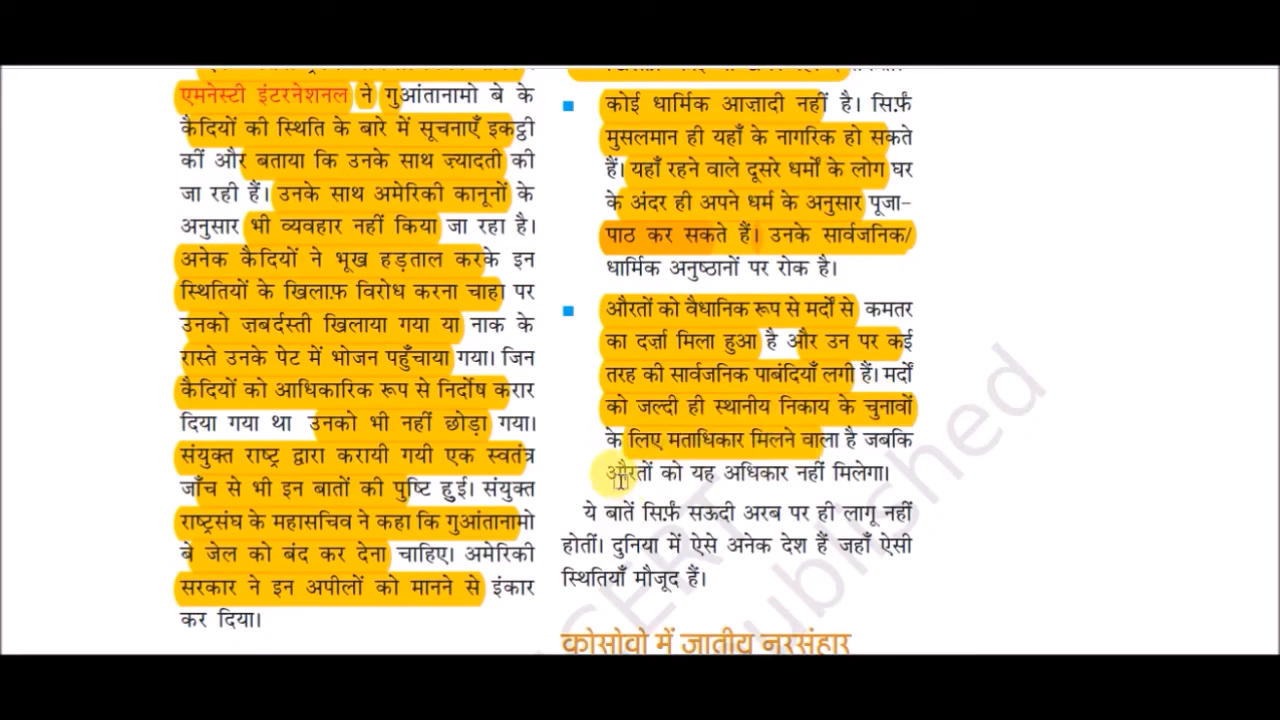 एमनेस्टी इंटरनेशनल ने गुआंतानामो बे के
कैदियों की स्थिति के बारे में सूचनाएँ इकट्ठी
कीं और बताया कि उनके साथ ज़्यादती की
जा रही हैं। उनके साथ अमेरिकी कानूनों के
अनुसार भी व्यवहार नहीं किया जा रहा है।
अनेक कैदियों ने भूख हड़ताल करके इन
स्थितियों के खिलाफ़ विरोध करना चाहा पर
उनको ज़बर्दस्ती खिलाया गया या नाक के
रास्ते उनके पेट में भोजन पहुँचाया गया। जिन
कैदियों को आधिकारिक रूप से निर्दोष करार
दिया गया था उनको भी नहीं छोड़ा गया।
संयुक्त राष्ट्र द्वारा करायी गयी एक स्वतंत्र
जाँच से भी इन बातों की पुष्टि हुई। संयुक्त
राष्ट्रसंघ के महासचिव ने कहा कि गुआंतानामो
बे जेल को बंद कर देना चाहिए। अमेरिकी
सरकार ने इन अपीलों को मानने से इंकार
कर दिया।
कोई धार्मिक आज़ादी नहीं है। सिर्फ़
मुसलमान ही यहाँ के नागरिक हो सकते
हैं। यहाँ रहने वाले दूसरे धर्मों के लोग घर
के अंदर ही अपने धर्म के अनुसार पूजा-
पाठ कर सकते हैं। उनके सार्वजनिक/
धार्मिक अनुष्ठानों पर रोक है।
औरतों को वैधानिक रूप से मर्दों से कमतर
का दर्ज़ा मिला हुआ है और उन पर कई
तरह की सार्वजनिक पाबंदियाँ लगी हैं। मर्दों
को जल्दी ही स्थानीय निकाय के चुनावों
के लिए मताधिकार मिलने वाला है जबकि
औरतों को यह अधिकार नहीं मिलेगा।
ये बातें सिर्फ़ सऊदी अरब पर ही लागू नहीं
होतीं। दुनिया में ऐसे अनेक देश हैं जहाँ ऐसी
स्थितियाँ मौजूद हैं।
कोसोवो में जातीय नरसंहार